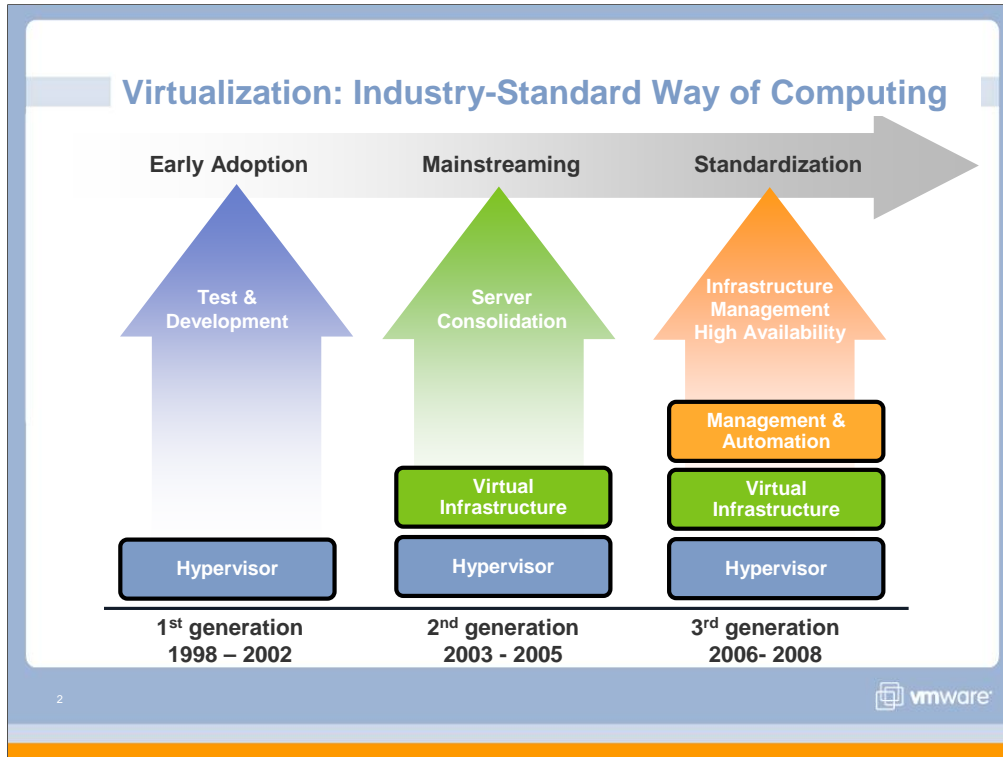 Virtualization: Industry-Standard Way of Computing
Early Adoption
Mainstreaming
Standardization
Test &
Development
Server
Consolidation
Infrastructure
Management
High Availability
Management &
Automation
Virtual
Infrastructure
Virtual
Infrastructure
Hypervisor
Hypervisor
Hypervisor
1st generation
1998 – 2002
2nd generation
2003 - 2005
3rd generation
2006- 2008
2
vmware